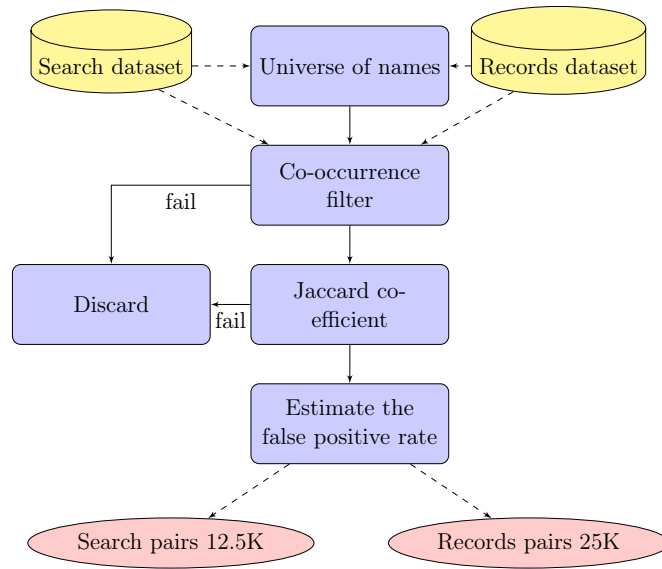 Search dataset
Universe of names
Records dataset
Co-occurrence
filter
fail
Discard
fail
Jaccard co-
efficient
Estimate the
false positive rate
Search pairs 12.5K
Records pairs 25K